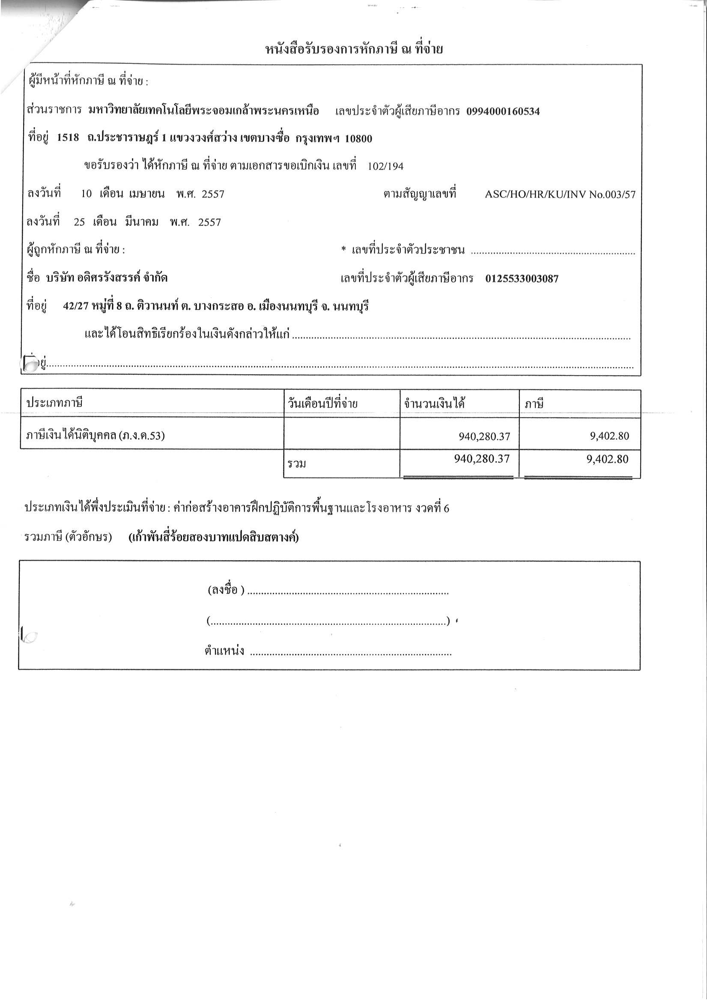 หนังสือรับรองการหักภาษี ณ ที่จ่าย
ผู้มีหน้าที่หักภาษี ณ ที่จ่าย :
ส่วนราชการ มหาวิทยาลัยเทคโนโลยีพระจอมเกล้าพระนครเหนือ เลขประจำตัวผู้เสียภาษีอากร 0994000160534
ที่อยู่ 1518 ถ.ประชาราษฎร์ 1 แขวงวงศ์สว่าง เขตบางซื่อ กรุงเทพฯ 10800
ขอรับรองว่า ได้หักภาษี ณ ที่จ่าย ตามเอกสารขอเบิกเงิน เลขที่ 102/194
ลงวันที่ 10 เดือน เมษายน พ.ศ. 2557 ตามสัญญาเลขที่ ASC/HO/HR/KU/INV No.003/57
ลงวันที่ 25 เดือน มีนาคม พ.ศ. 2557
ผู้ถูกหักภาษี ณ ที่จ่าย : * เลขที่ประจำตัวประชาชน ........................................
ชื่อ บริษัท อดิศรรังสรรค์ จำกัด เลขที่ประจำตัวผู้เสียภาษีอากร 0125533003087
ที่อยู่ 42/27 หมู่ที่ 8 ถ. ติวานนท์ ต. บางกระสอ อ. เมืองนนทบุรี จ. นนทบุรี
และได้โอนสิทธิเรียกร้องในเงินดังกล่าวให้แก่ ........................................
ประเภทภาษี วันเดือนปีที่จ่าย จำนวนเงินได้ ภาษี
ภาษีเงินได้นิติบุคคล (ภ.ง.ด.53) 940,280.37 9,402.80
รวม 940,280.37 9,402.80
ประเภทเงินได้พึ่งประเมินที่จ่าย : ค่าก่อสร้างอาคารฝึกปฏิบัติการพื้นฐานและโรงอาหาร งวดที่ 6
รวมภาษี (ตัวอักษร) (เก้าพันสี่ร้อยสองบาทแปดสิบสตางค์)
(ลงชื่อ ) ........................................
(........................................)
ตำแหน่ง ........................................